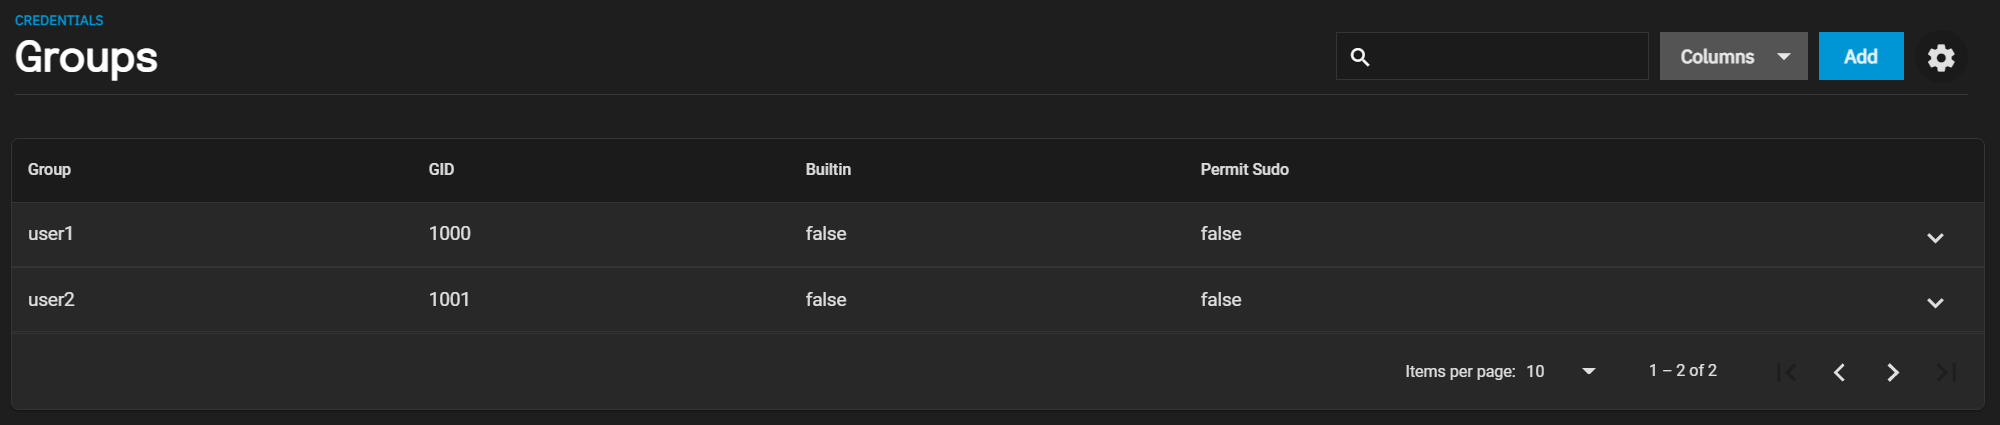 CREDENTIALS
Groups
Columns
Add
Group GID Builtin Permit Sudo
user1 1000 false false
user2 1001 false false
Items per page: 10 1 – 2 of 2